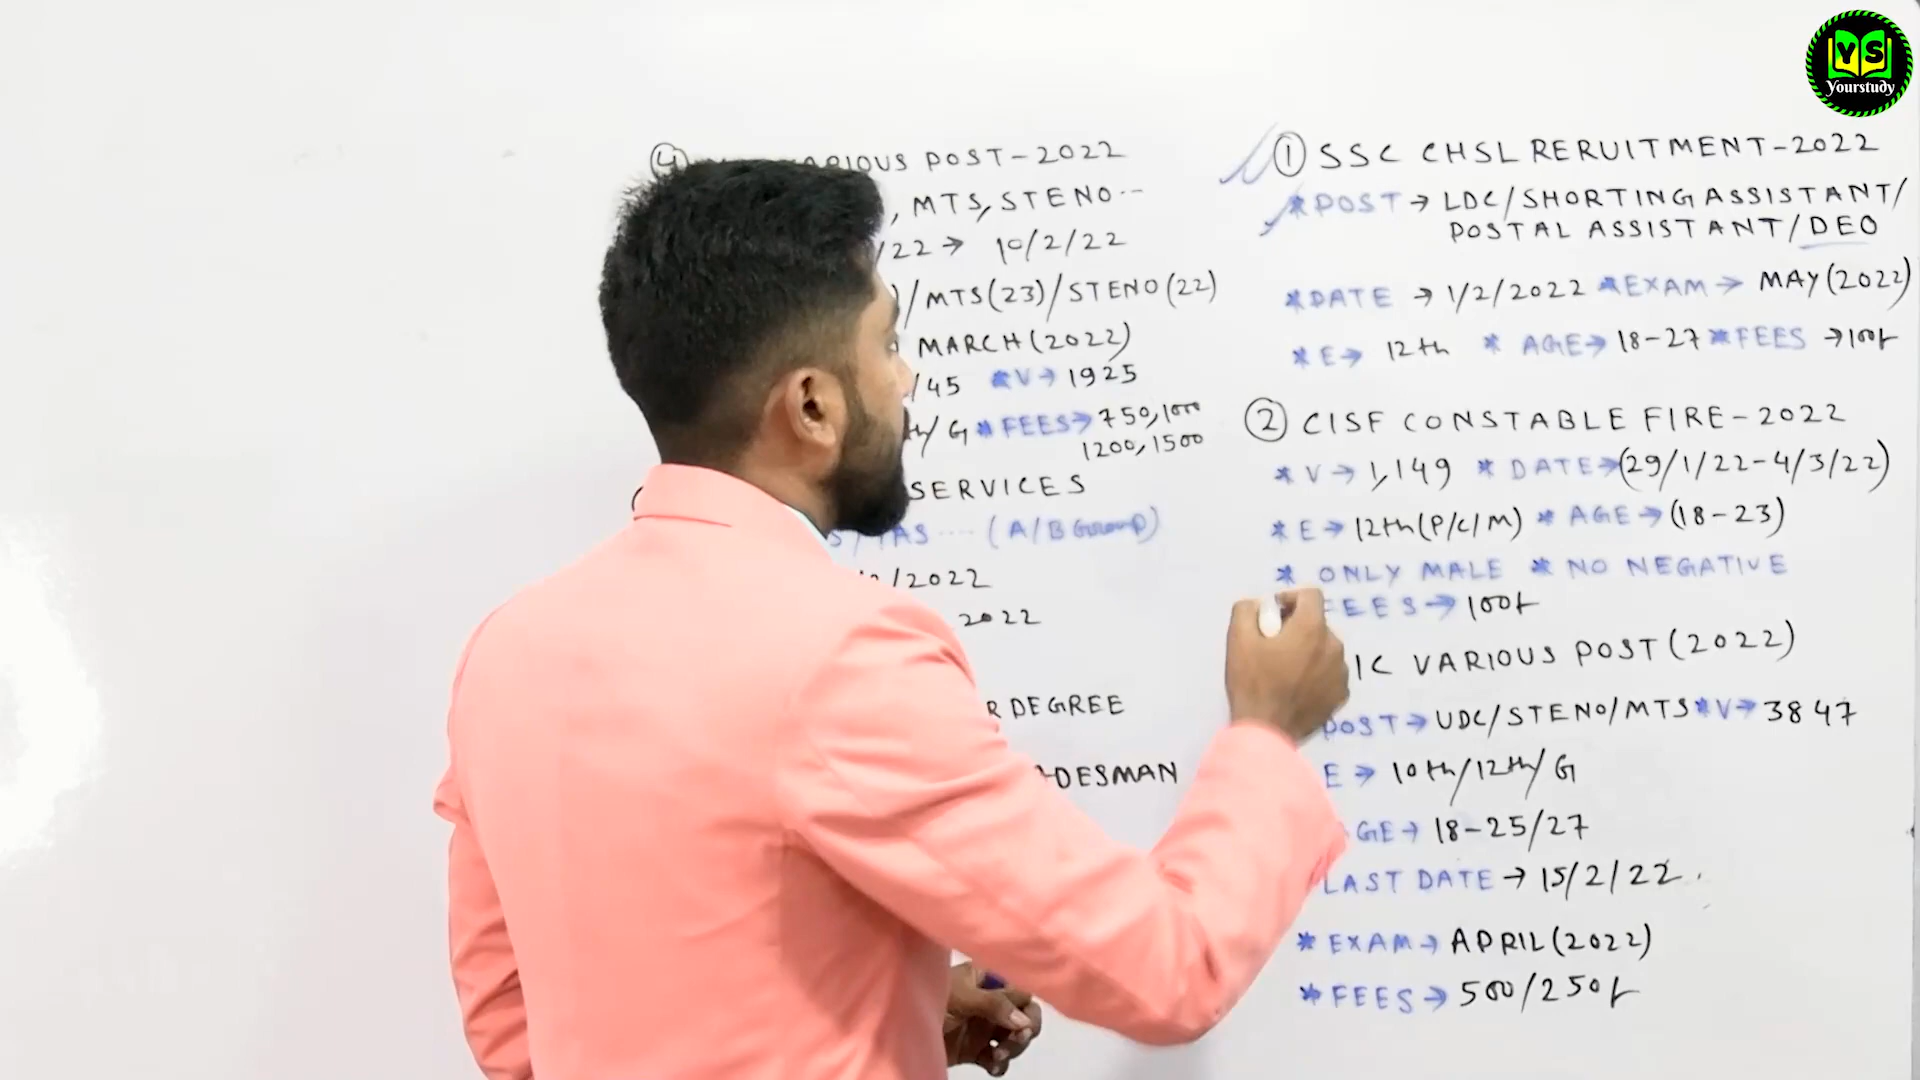 YS
Yourstudy
④ VARIOUS POST-2022
, MTS, STENO...
/22 → 10/2/22
)/MTS(23)/STENO(22)
MARCH(2022)
/45 * V → 1925
th/G * FEES → 750,1000
1200,1500
SERVICES
S/IAS .... (A/B Group)
/2022
2022
R DEGREE
DESMAN
① SSC CHSL RERUITMENT-2022
* POST → LDC/SHORTING ASSISTANT/
POSTAL ASSISTANT/DEO
* DATE → 1/2/2022 * EXAM → MAY(2022)
* E → 12th * AGE → 18-27 * FEES → 100/-
② CISF CONSTABLE FIRE-2022
* V → 1,149 * DATE → (29/1/22-4/3/22)
* E → 12th(P/C/M) * AGE → (18-23)
* ONLY MALE * NO NEGATIVE
FEES → 100/-
IC VARIOUS POST(2022)
POST → UDC/STENO/MTS * V → 3847
E → 10th/12th/G
GE → 18-25/27
LAST DATE → 15/2/22.
* EXAM → APRIL(2022)
* FEES → 500/250/-